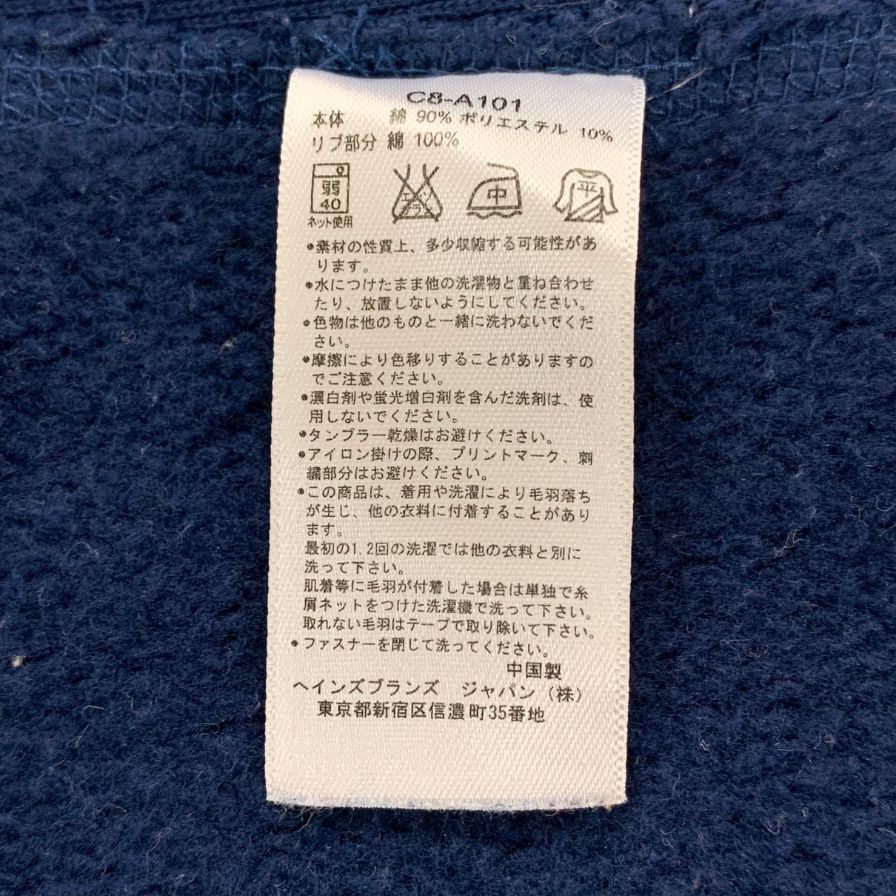 C8-A101
本体 綿 90% ポリエステル 10%
リブ部分 綿 100%
弱
40
ネット使用
エンソ
サラシ
中
平
•素材の性質上、多少収縮する可能性があ
ります。
•水につけたまま他の洗濯物と重ね合わせ
たり、放置しないようにしてください。
•色物は他のものと一緒に洗わないでくだ
さい。
•摩擦により色移りすることがありますの
でご注意ください。
•漂白剤や蛍光増白剤を含んだ洗剤は、使
用しないでください。
•タンブラー乾燥はお避けください。
•アイロン掛けの際、プリントマーク、刺
繍部分はお避けください。
•この商品は、着用や洗濯により毛羽落ち
が生じ、他の衣料に付着することがあり
ます。
最初の1,2回の洗濯では他の衣料と別に
洗って下さい。
肌着等に毛羽が付着した場合は単独で糸
屑ネットをつけた洗濯機で洗って下さい。
取れない毛羽はテープで取り除いて下さい。
•ファスナーを閉じて洗ってください。
中国製
ヘインズブランズ ジャパン(株)
東京都新宿区信濃町35番地